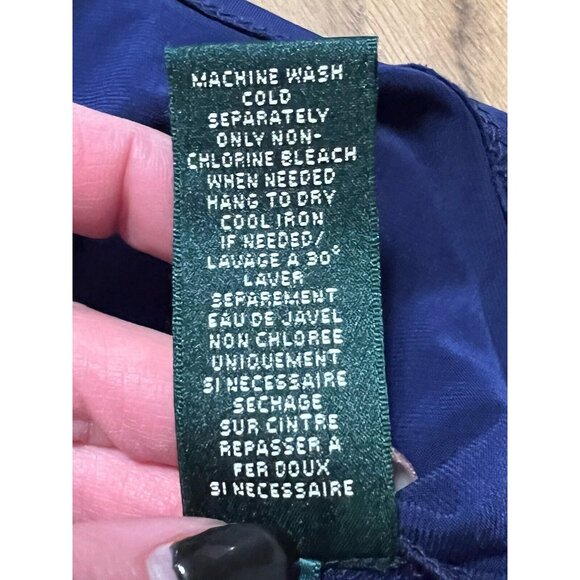 MACHINE WASH
COLD
SEPARATELY
ONLY NON-
CHLORINE BLEACH
WHEN NEEDED
HANG TO DRY
COOL IRON
IF NEEDED/
LAVAGE A 30°
LAVER
SEPAREMENT
EAU DE JAVEL
NON CHLOREE
UNIQUEMENT
SI NECESSAIRE
SECHAGE
SUR CINTRE
REPASSER A
FER DOUX
SI NECESSAIRE